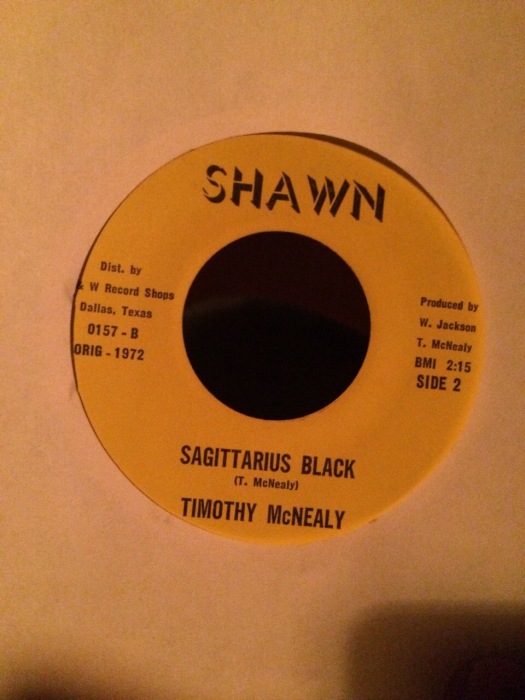 SHAWN
Dist. by
& W Record Shops
Dallas, Texas
0157 - B
ORIG - 1972
Produced by
W. Jackson
T. McNealy
BMI 2:15
SIDE 2
SAGITTARIUS BLACK
(T. McNealy)
TIMOTHY McNEALY